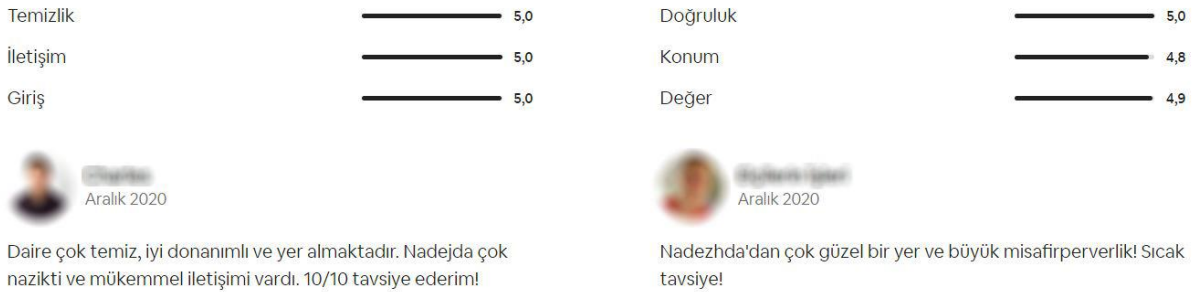 Temizlik 5,0
İletişim 5,0
Giriş 5,0
Doğruluk 5,0
Konum 4,8
Değer 4,9
Aralık 2020
Daire çok temiz, iyi donanımlı ve yer almaktadır. Nadejda çok
nazikti ve mükemmel iletişimi vardı. 10/10 tavsiye ederim!
Aralık 2020
Nadezhda'dan çok güzel bir yer ve büyük misafirperverlik! Sıcak
tavsiye!